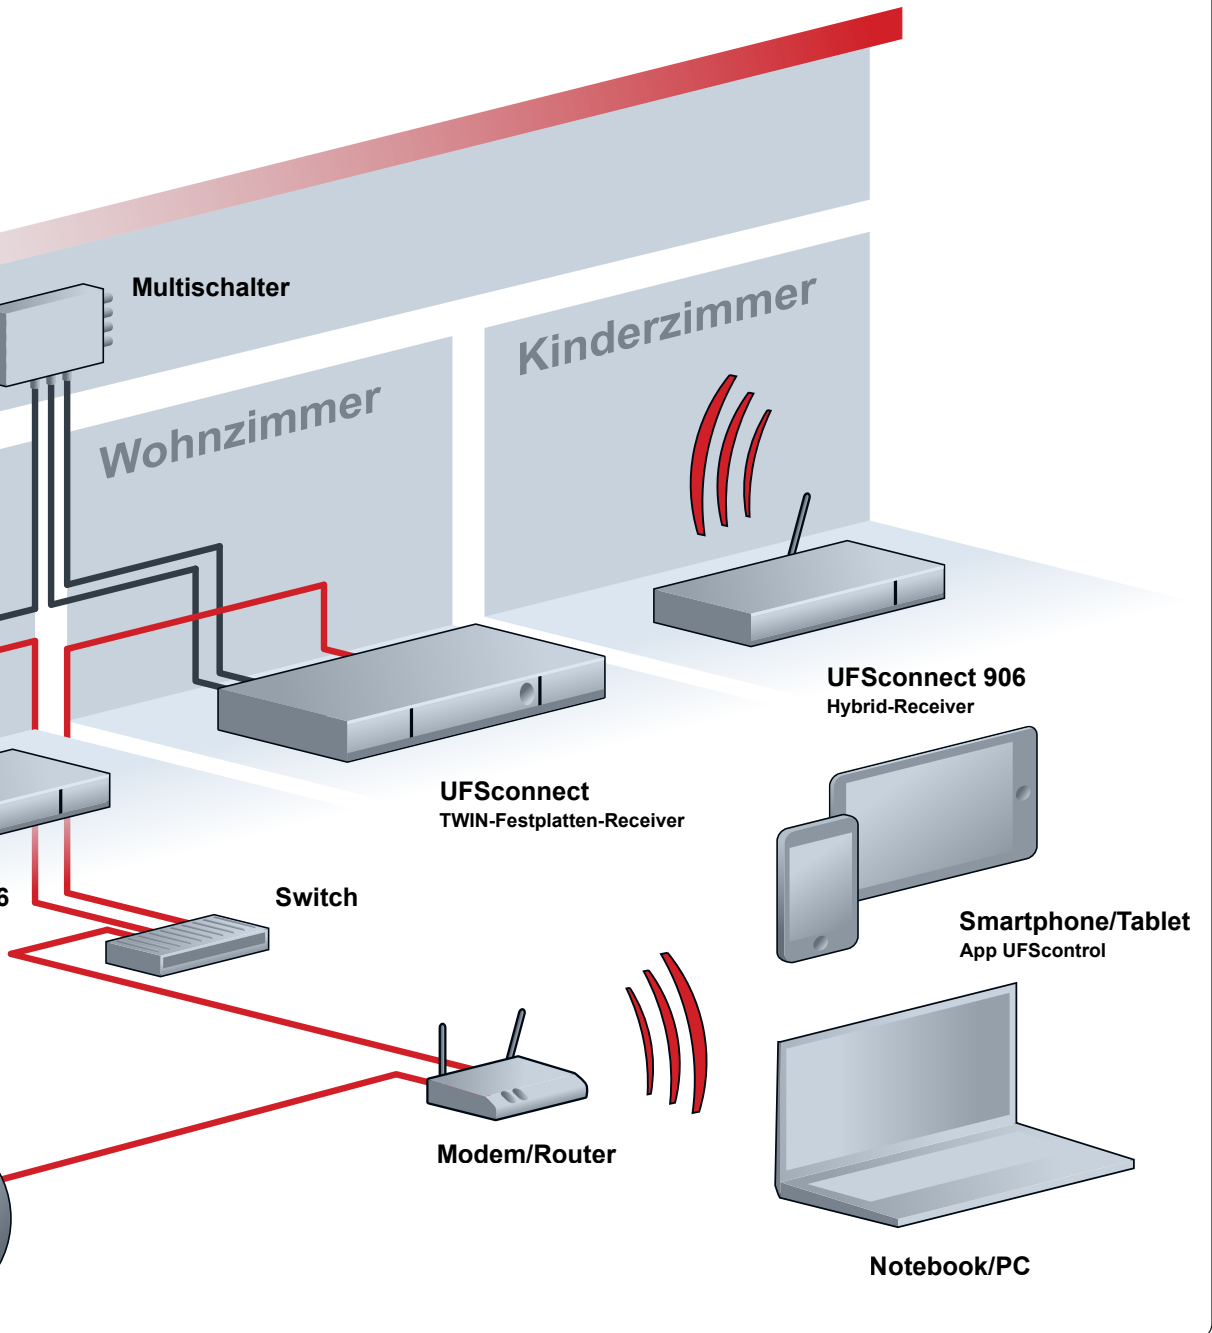 Multischalter
Kinderzimmer
Wohnzimmer
UFSconnect 906
Hybrid-Receiver
UFSconnect
TWIN-Festplatten-Receiver
6
Switch
Smartphone/Tablet
App UFScontrol
Modem/Router
Notebook/PC